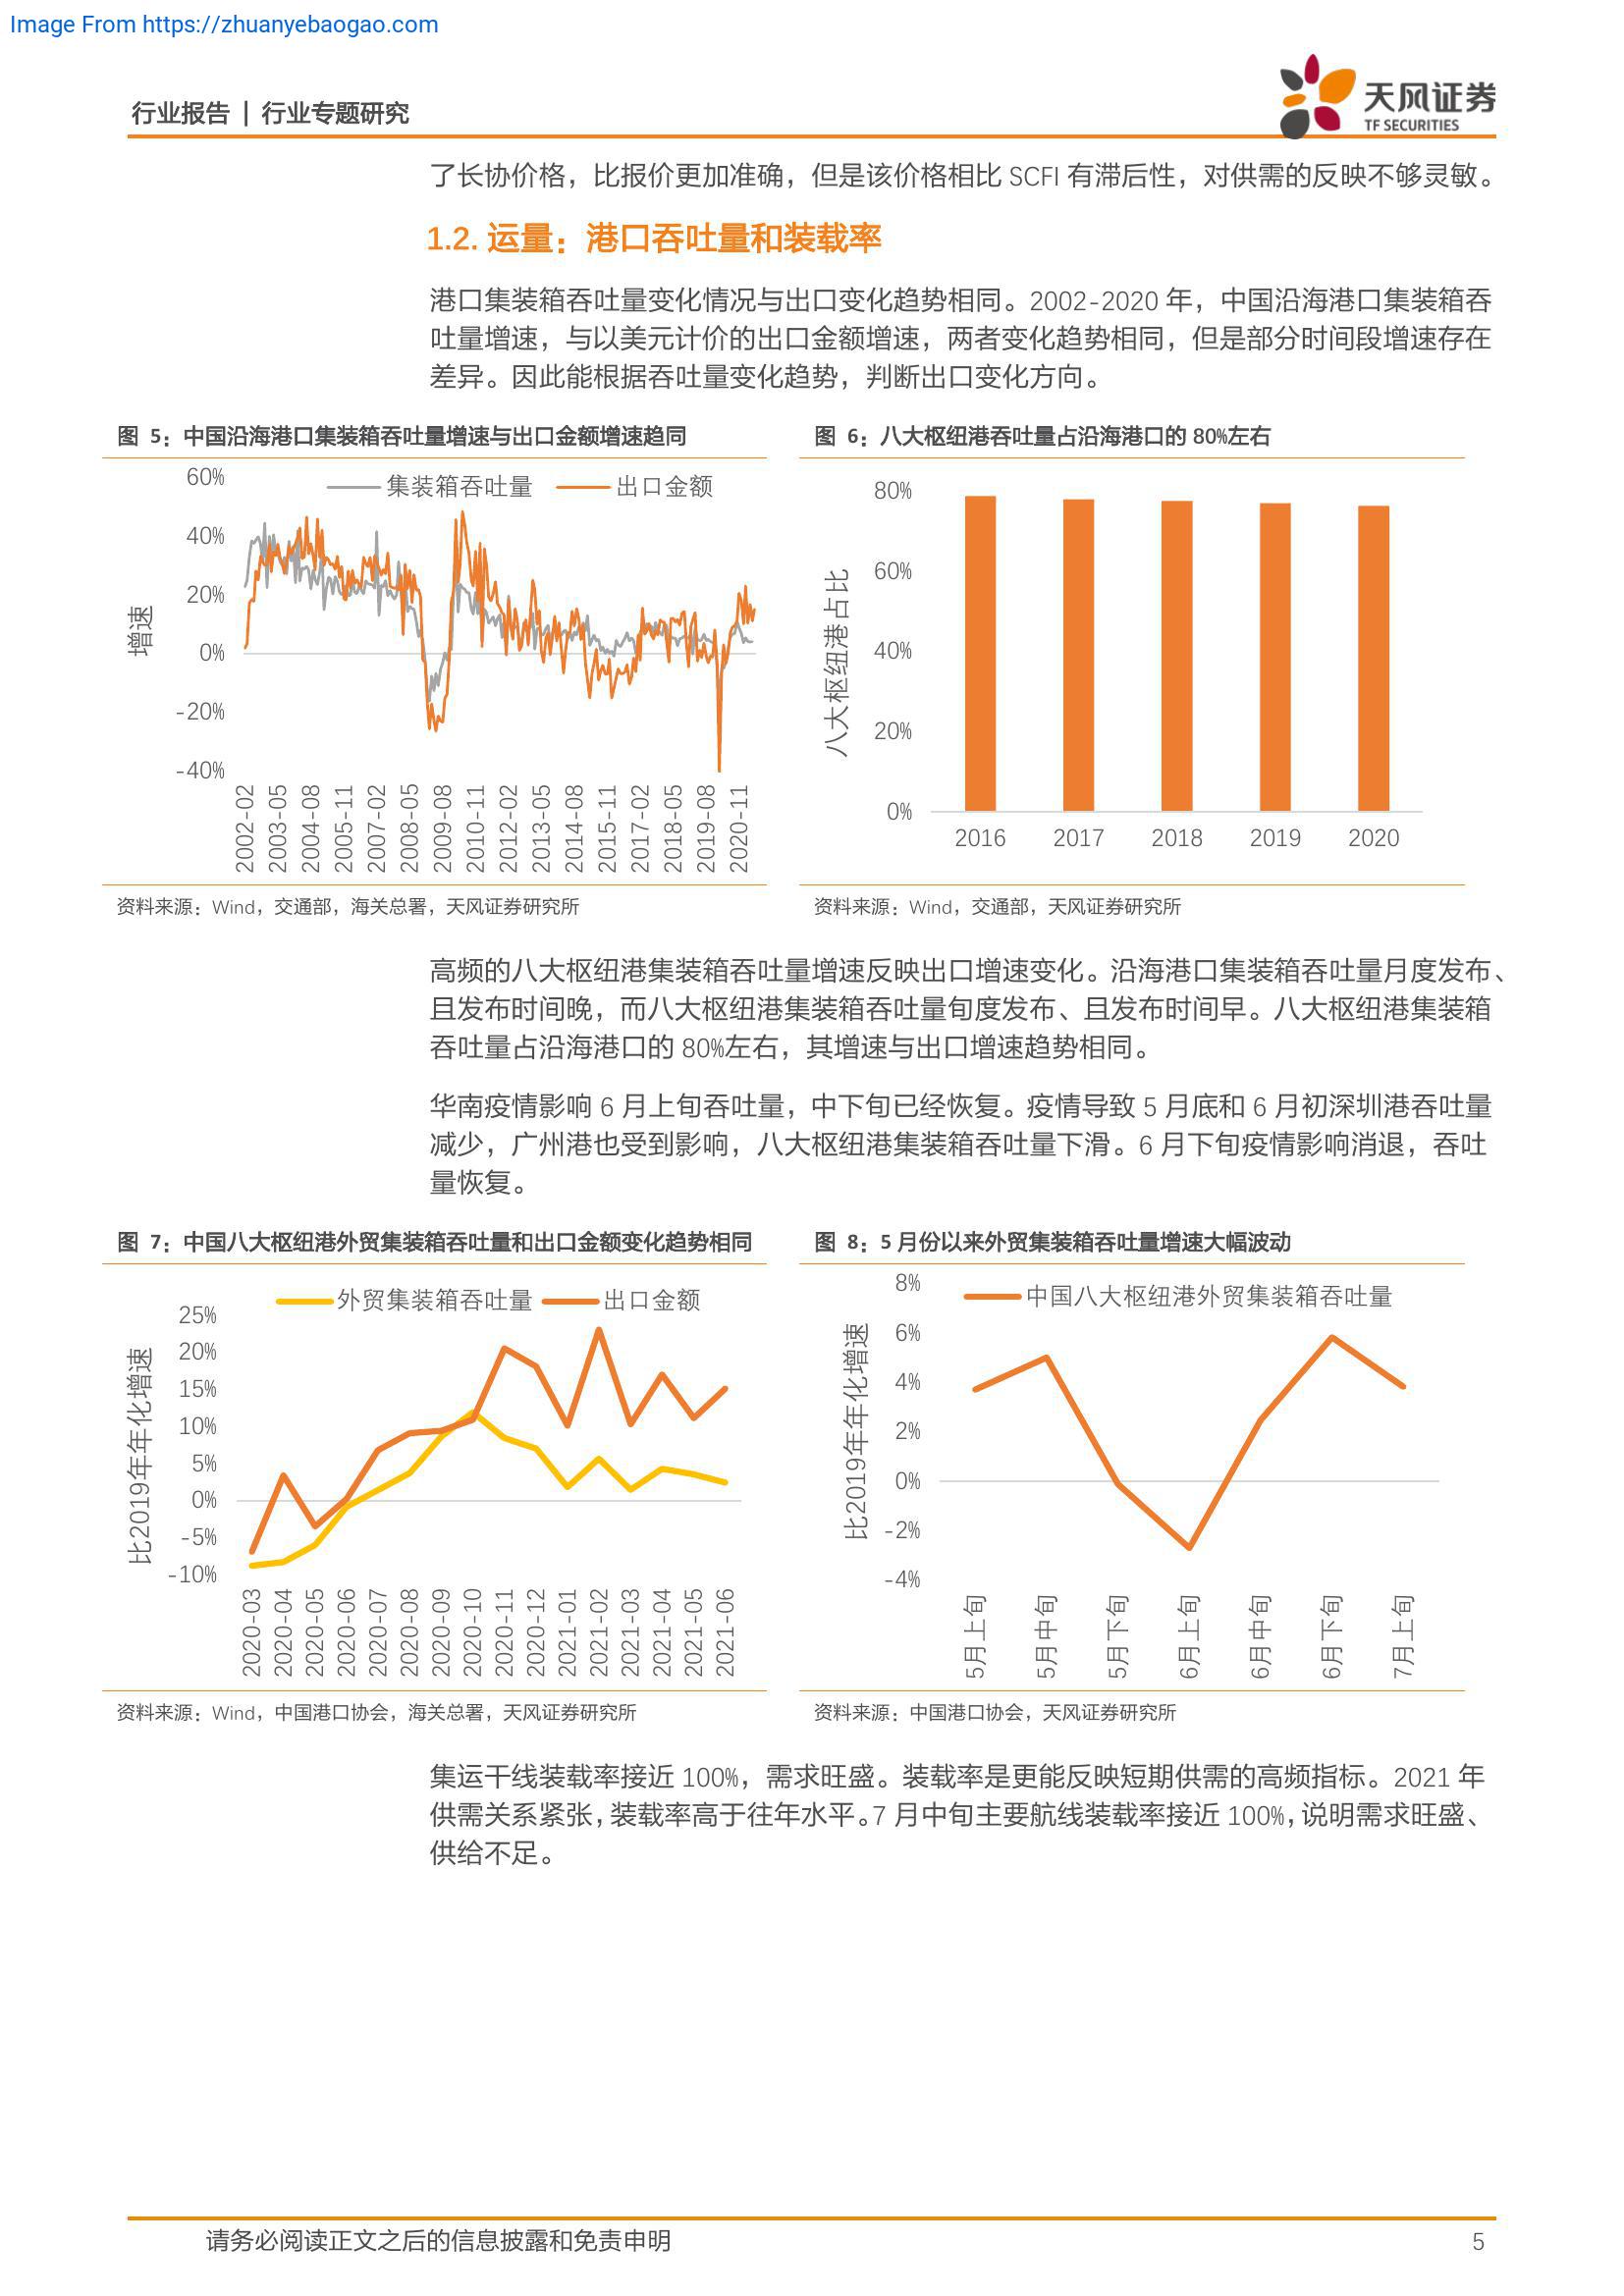 Image From https://zhuanyebaogao.com
行业报告 | 行业专题研究
天风证券
TF SECURITIES
了长协价格，比报价更加准确，但是该价格相比 SCFI 有滞后性，对供需的反映不够灵敏。
1.2. 运量：港口吞吐量和装载率
港口集装箱吞吐量变化情况与出口变化趋势相同。2002-2020 年，中国沿海港口集装箱吞
吐量增速，与以美元计价的出口金额增速，两者变化趋势相同，但是部分时间段增速存在
差异。因此能根据吞吐量变化趋势，判断出口变化方向。
图 5：中国沿海港口集装箱吞吐量增速与出口金额增速趋同
集装箱吞吐量 出口金额
增速
60%
40%
20%
0%
-20%
-40%
2002-02 2003-05 2004-08 2005-11 2007-02 2008-05 2009-08 2010-11 2012-02 2013-05 2014-08 2015-11 2017-02 2018-05 2019-08 2020-11
资料来源：Wind，交通部，海关总署，天风证券研究所
图 6：八大枢纽港吞吐量占沿海港口的 80%左右
八大枢纽港占比
80%
60%
40%
20%
0%
2016 2017 2018 2019 2020
资料来源：Wind，交通部，天风证券研究所
高频的八大枢纽港集装箱吞吐量增速反映出口增速变化。沿海港口集装箱吞吐量月度发布、
且发布时间晚，而八大枢纽港集装箱吞吐量旬度发布、且发布时间早。八大枢纽港集装箱
吞吐量占沿海港口的 80%左右，其增速与出口增速趋势相同。
华南疫情影响 6 月上旬吞吐量，中下旬已经恢复。疫情导致 5 月底和 6 月初深圳港吞吐量
减少，广州港也受到影响，八大枢纽港集装箱吞吐量下滑。6 月下旬疫情影响消退，吞吐
量恢复。
图 7：中国八大枢纽港外贸集装箱吞吐量和出口金额变化趋势相同
外贸集装箱吞吐量 出口金额
比2019年年化增速
25%
20%
15%
10%
5%
0%
-5%
-10%
2020-03 2020-04 2020-05 2020-06 2020-07 2020-08 2020-09 2020-10 2020-11 2020-12 2021-01 2021-02 2021-03 2021-04 2021-05 2021-06
资料来源：Wind，中国港口协会，海关总署，天风证券研究所
图 8：5 月份以来外贸集装箱吞吐量增速大幅波动
中国八大枢纽港外贸集装箱吞吐量
比2019年年化增速
8%
6%
4%
2%
0%
-2%
-4%
5月上旬 5月中旬 5月下旬 6月上旬 6月中旬 6月下旬 7月上旬
资料来源：中国港口协会，天风证券研究所
集运干线装载率接近 100%，需求旺盛。装载率是更能反映短期供需的高频指标。2021 年
供需关系紧张，装载率高于往年水平。7 月中旬主要航线装载率接近 100%，说明需求旺盛、
供给不足。
请务必阅读正文之后的信息披露和免责申明
5